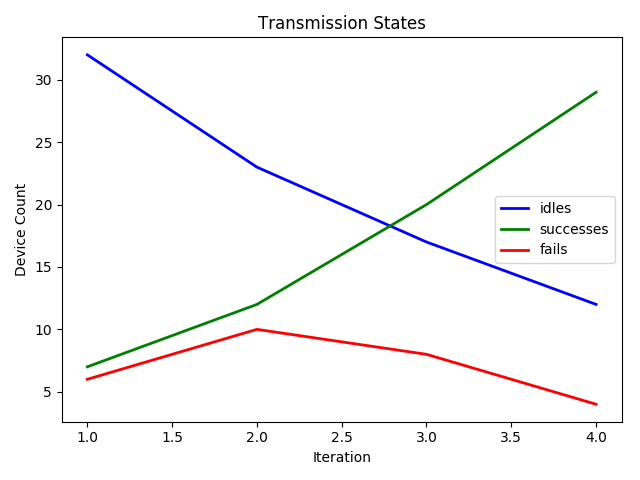 Transmission States
Device Count
30
25
20
15
10
5
idles
successes
fails
1.0 1.5 2.0 2.5 3.0 3.5 4.0
Iteration